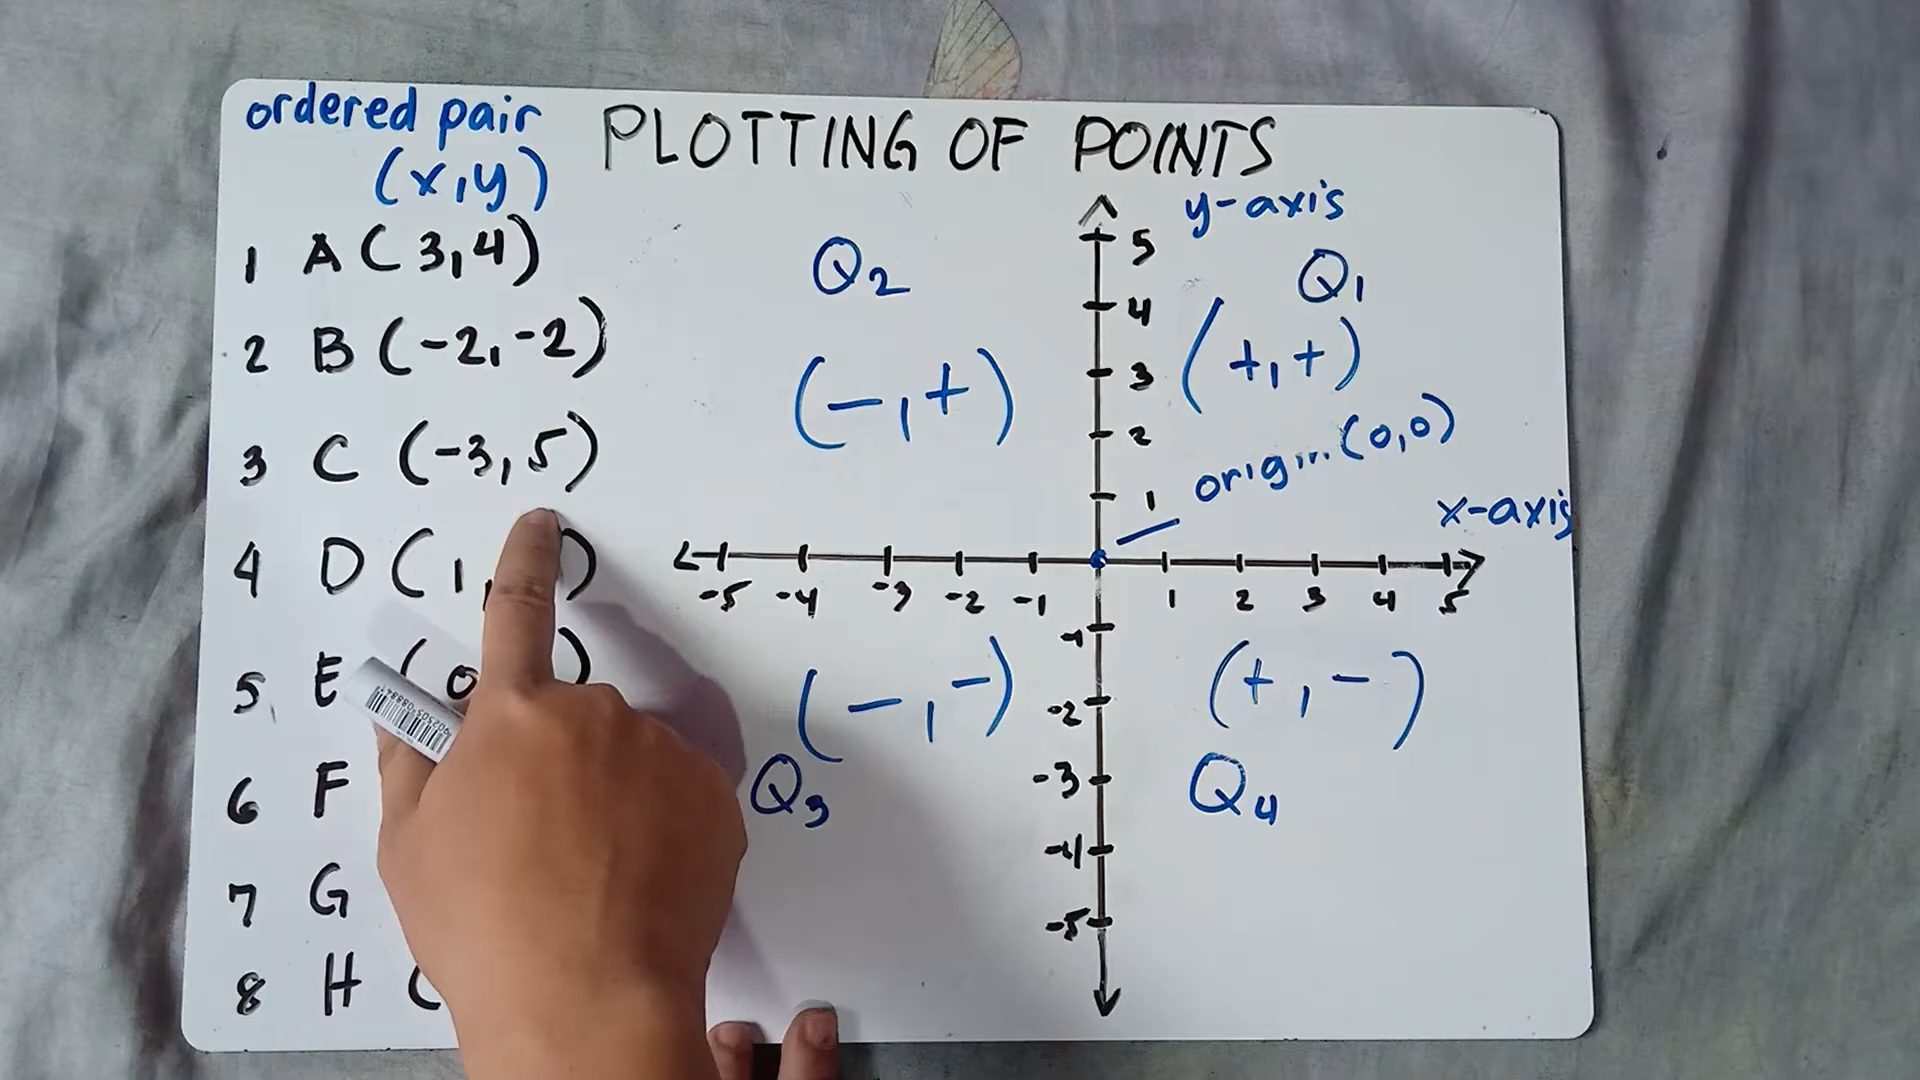 ordered pair
(x,y)
PLOTTING OF POINTS
1 A (3,4)
2 B (-2,-2)
3 C (-3,5)
4 D (1, )
5 E (0 )
6 F
7 G
8 H (
y-axis
Q2
Q1
(-,+)
(+,+)
origin (0,0)
x-axis
5
4
3
2
1
-5 -4 -3 -2 -1 1 2 3 4 5
-1
-2
-3
-4
-5
(-,-)
(+,-)
Q3
Q4